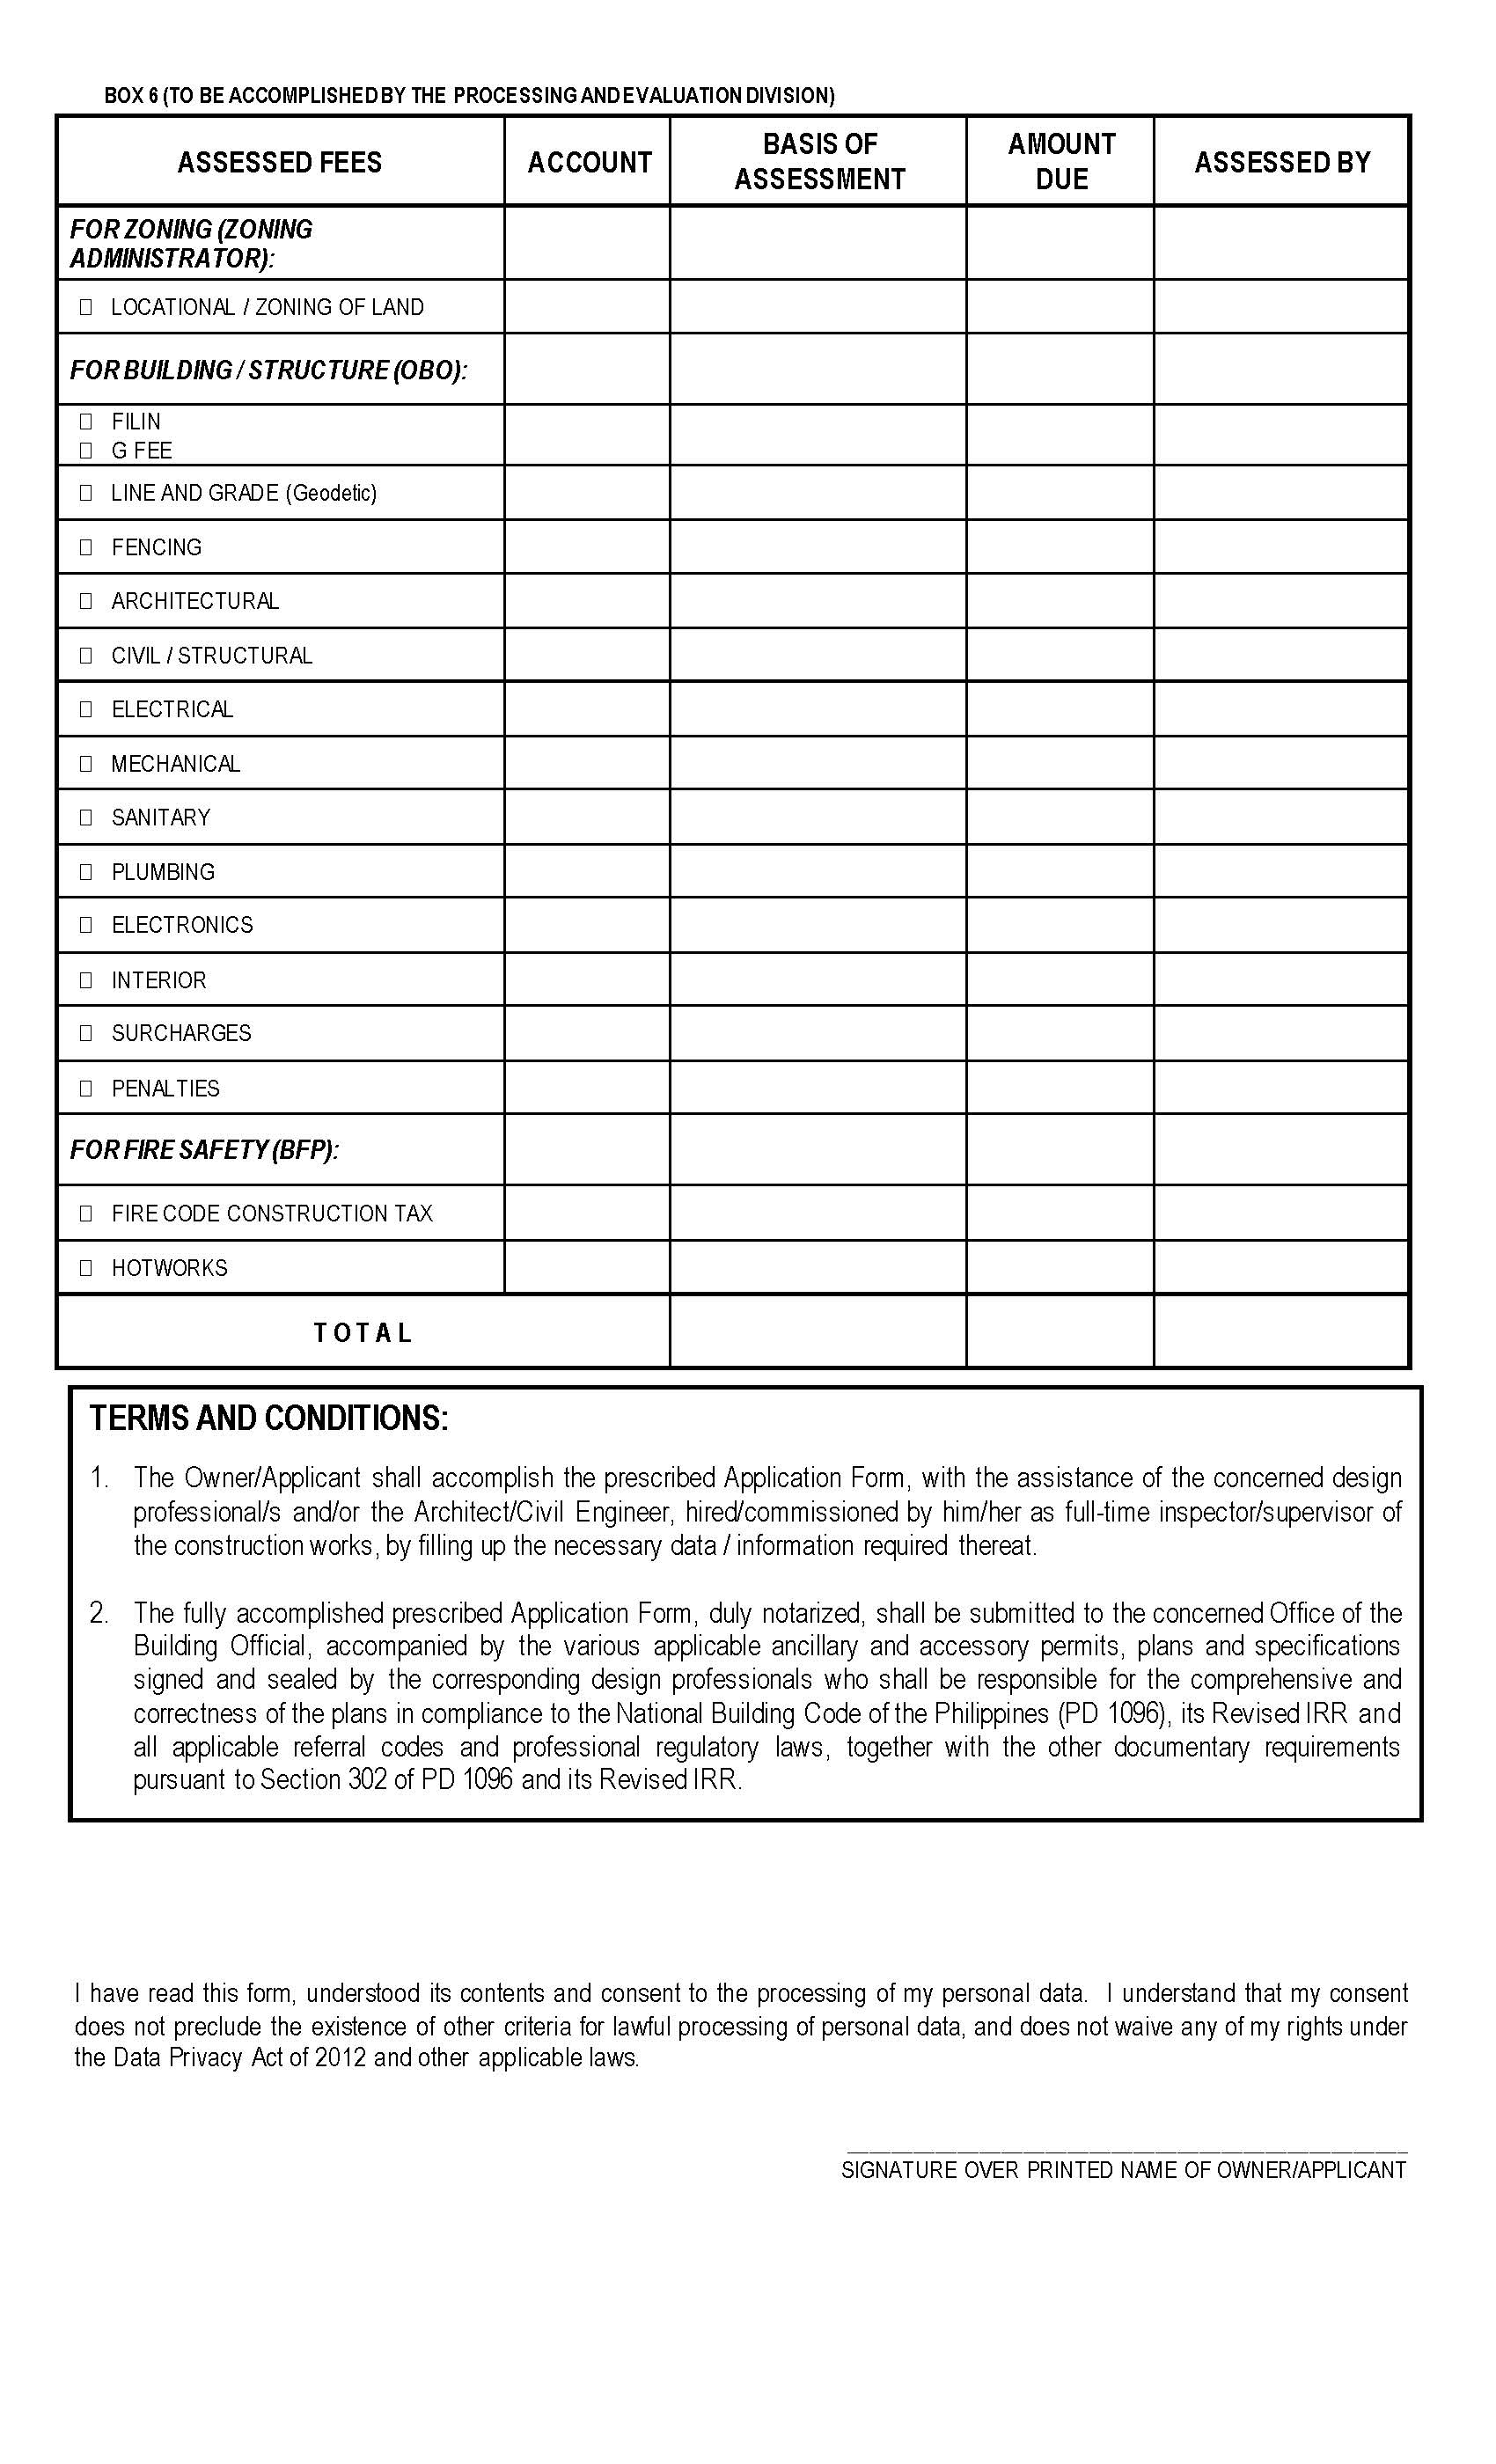 BOX 6 (TO BE ACCOMPLISHED BY THE PROCESSING AND EVALUATION DIVISION)
ASSESSED FEES ACCOUNT BASIS OF ASSESSMENT AMOUNT DUE ASSESSED BY
FOR ZONING (ZONING
ADMINISTRATOR):
☐ LOCATIONAL / ZONING OF LAND
FOR BUILDING / STRUCTURE (OBO):
☐ FILIN
☐ G FEE
☐ LINE AND GRADE (Geodetic)
☐ FENCING
☐ ARCHITECTURAL
☐ CIVIL / STRUCTURAL
☐ ELECTRICAL
☐ MECHANICAL
☐ SANITARY
☐ PLUMBING
☐ ELECTRONICS
☐ INTERIOR
☐ SURCHARGES
☐ PENALTIES
FOR FIRE SAFETY (BFP):
☐ FIRE CODE CONSTRUCTION TAX
☐ HOTWORKS
T O T A L
TERMS AND CONDITIONS:
1. The Owner/Applicant shall accomplish the prescribed Application Form, with the assistance of the concerned design
professional/s and/or the Architect/Civil Engineer, hired/commissioned by him/her as full-time inspector/supervisor of
the construction works, by filling up the necessary data / information required thereat.
2. The fully accomplished prescribed Application Form, duly notarized, shall be submitted to the concerned Office of the
Building Official, accompanied by the various applicable ancillary and accessory permits, plans and specifications
signed and sealed by the corresponding design professionals who shall be responsible for the comprehensive and
correctness of the plans in compliance to the National Building Code of the Philippines (PD 1096), its Revised IRR and
all applicable referral codes and professional regulatory laws, together with the other documentary requirements
pursuant to Section 302 of PD 1096 and its Revised IRR.
I have read this form, understood its contents and consent to the processing of my personal data. I understand that my consent
does not preclude the existence of other criteria for lawful processing of personal data, and does not waive any of my rights under
the Data Privacy Act of 2012 and other applicable laws.
SIGNATURE OVER PRINTED NAME OF OWNER/APPLICANT